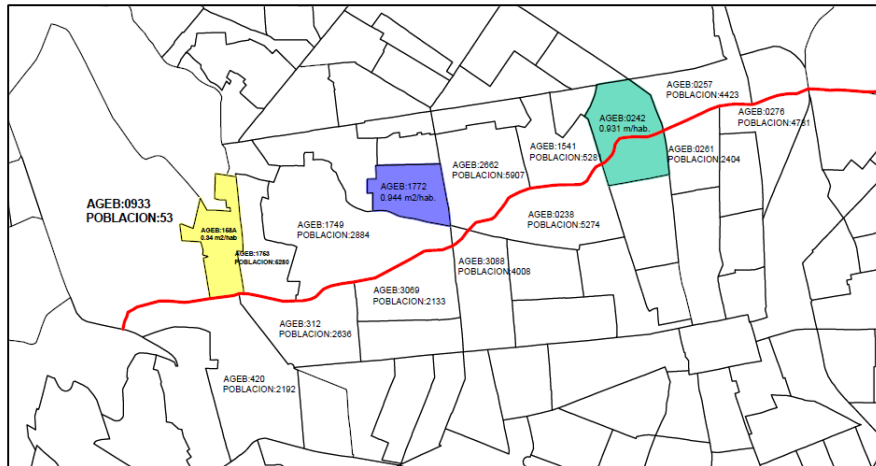 AGEB:0257
POBLACION:4423
AGEB:0276
POBLACION:4781
AGEB:0242
0.931 m/hab.
AGEB:1541
POBLACION:5281
AGEB:0261
POBLACION:2404
AGEB:2662
POBLACION:5907
AGEB:1772
0.944 m2/hab.
AGEB:0933
POBLACION:53
AGEB:0238
POBLACION:5274
AGEB:1749
POBLACION:2884
AGEB:168A
0.34 m2/hab
AGEB:1763
POBLACION:6280
AGEB:3088
POBLACION:4008
AGEB:3069
POBLACION:2133
AGEB:312
POBLACION:2636
AGEB:420
POBLACION:2192